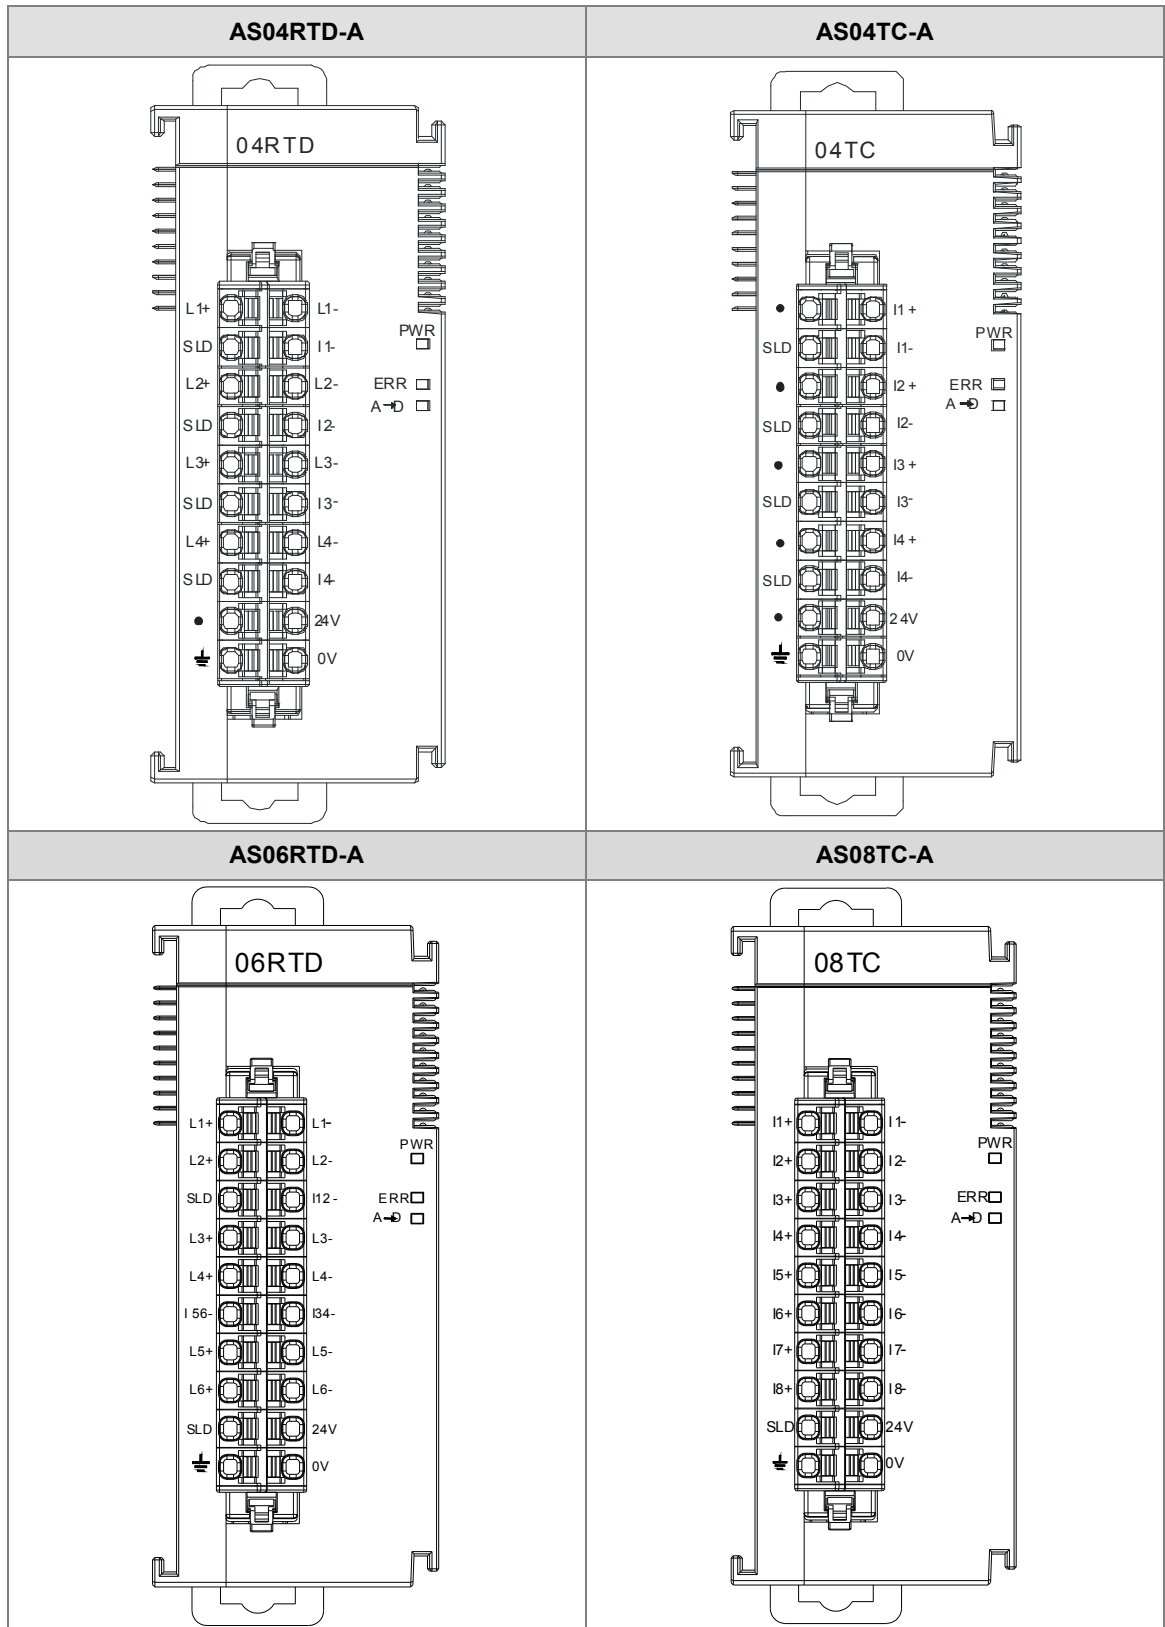 AS04RTD-A AS04TC-A
04RTD
L1+ L1-
PWR
SLD I1-
L2+ L2- ERR
A→D
SLD I2-
L3+ L3-
SLD I3-
L4+ L4-
SLD I4-
• 24V
0V
04TC
• I1+
PWR
SLD I1-
• I2+ ERR
A→D
SLD I2-
• I3+
SLD I3-
• I4+
SLD I4-
• 24V
0V
AS06RTD-A AS08TC-A
06RTD
L1+ L1-
PWR
L2+ L2-
SLD I12- ERR
A→D
L3+ L3-
L4+ L4-
I56- I34-
L5+ L5-
L6+ L6-
SLD 24V
0V
08TC
I1+ I1-
PWR
I2+ I2-
I3+ I3- ERR
A→D
I4+ I4-
I5+ I5-
I6+ I6-
I7+ I7-
I8+ I8-
SLD 24V
0V